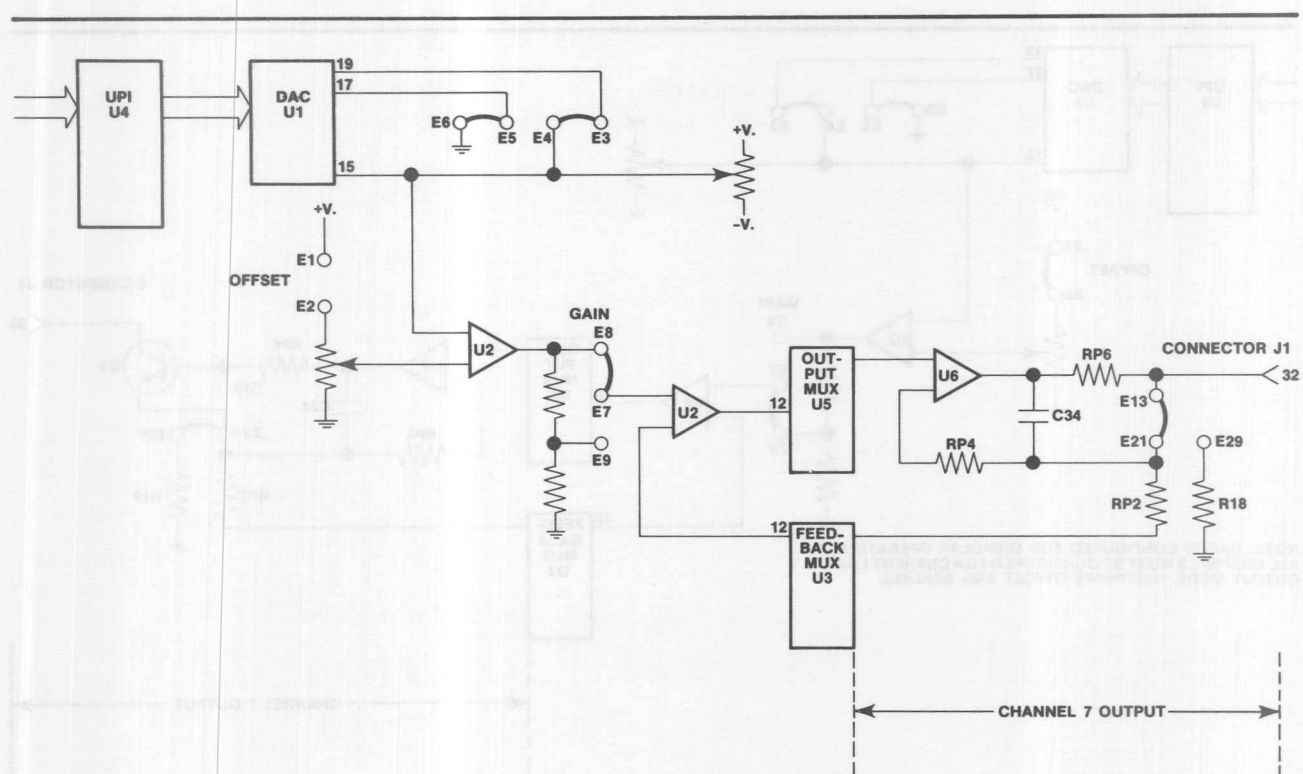 UPI
U4
DAC
U1
19
17
15
E6
E5
E4
E3
+V.
-V.
+V.
E1
OFFSET
E2
U2
GAIN
E8
E7
E9
U2
12
OUT-
PUT
MUX
U5
U6
RP6
CONNECTOR J1
32
C34
E13
E21
E29
RP4
RP2
R18
12
FEED-
BACK
MUX
U3
CHANNEL 7 OUTPUT